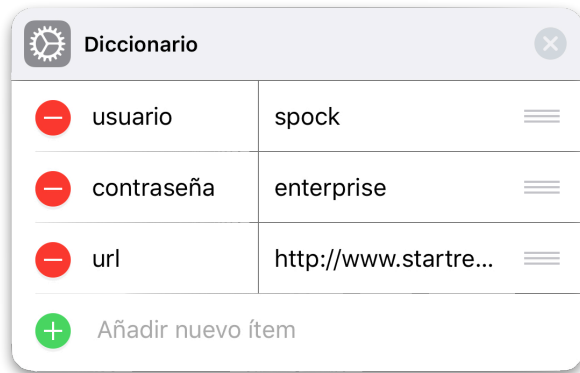 Diccionario
usuario spock
contraseña enterprise
url http://www.startre...
Añadir nuevo ítem